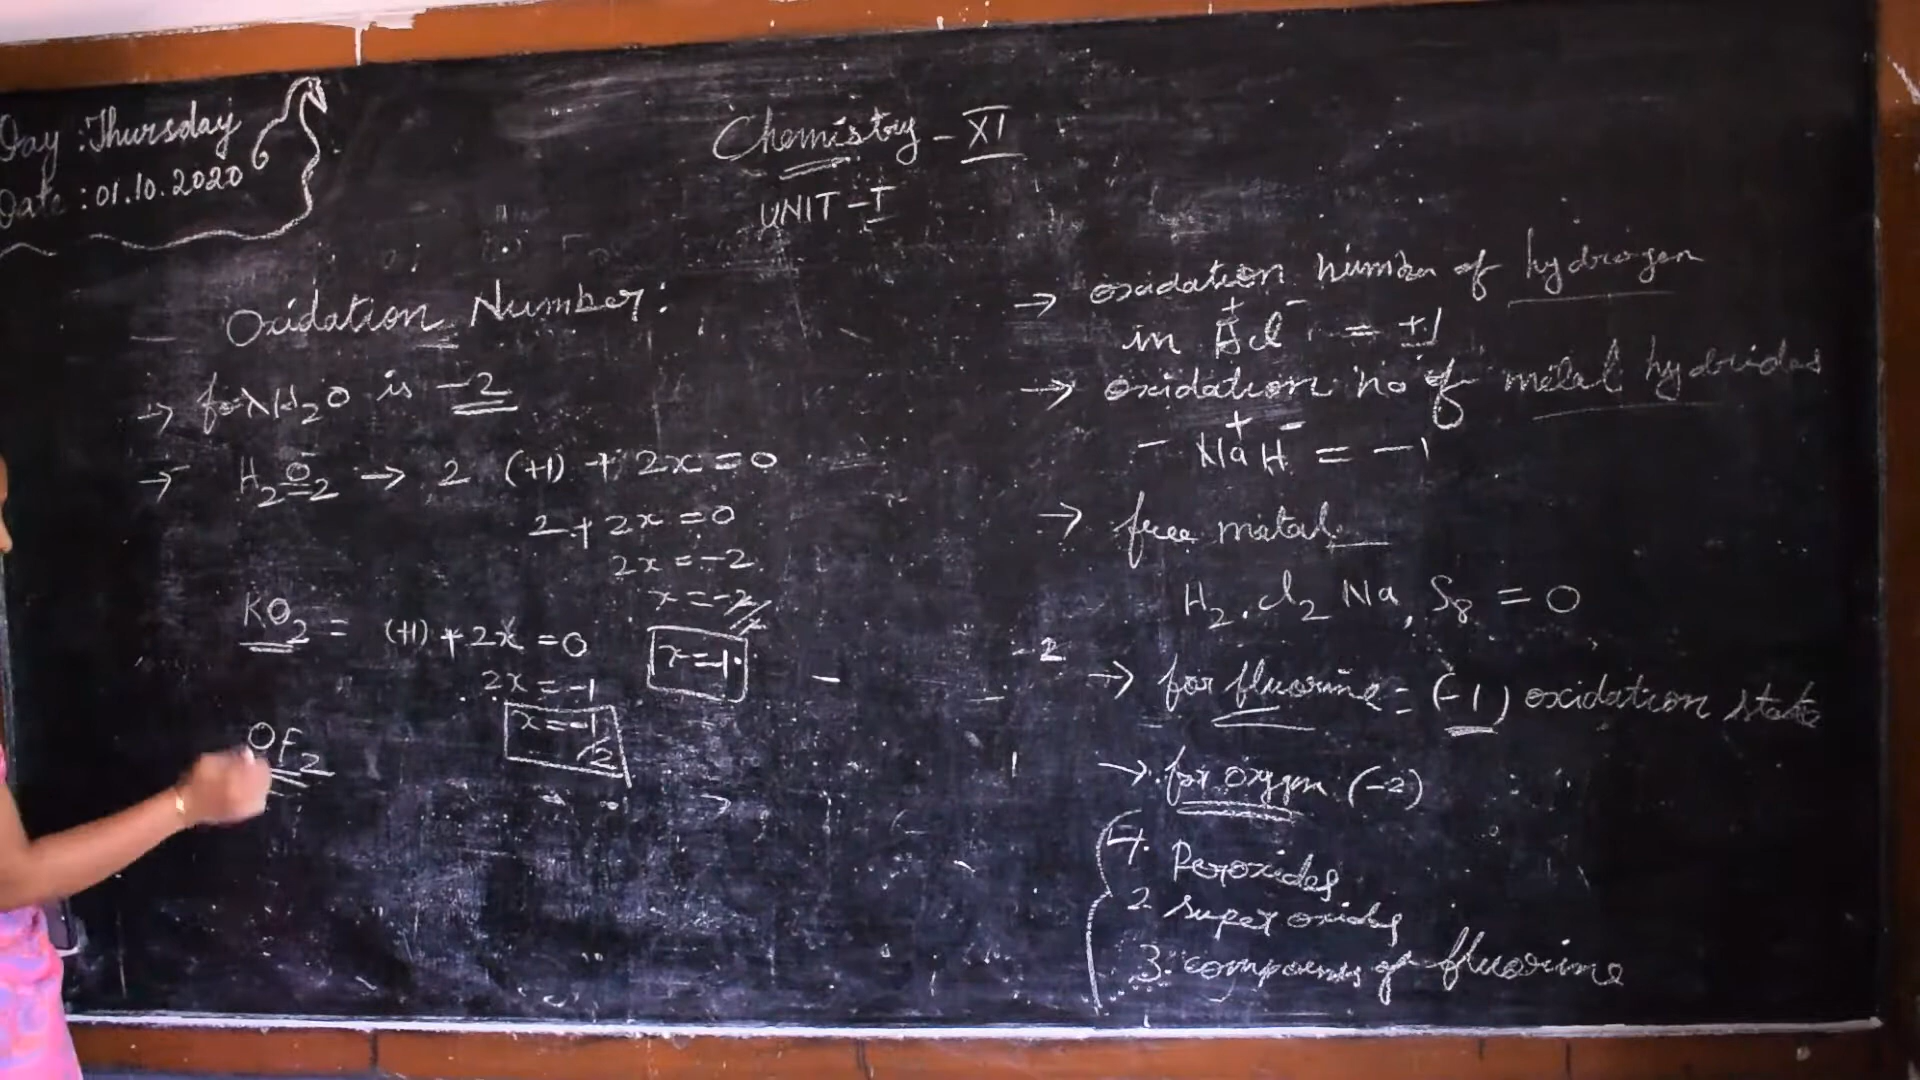 Day : Thursday
Date : 01.10.2020
Chemistry - XI
UNIT - I
Oxidation Number:
→ for H₂O is -2
→ H₂O₂ → 2 (+1) + 2x = 0
2 + 2x = 0
2x = -2
x = -2/2
x = -1
KO₂ = (+1) + 2x = 0
2x = -1
x = -1/2
OF₂
→ oxidation number of hydrogen
in HCl = +1
→ oxidation no of metal hydrides
- NaH = -1
→ free metal
H₂, Cl₂ Na, S₈ = 0
→ for fluorine = (-1) oxidation state
→ for oxygen (-2)
1. Peroxides
2. super oxides
3. compounds of fluorine